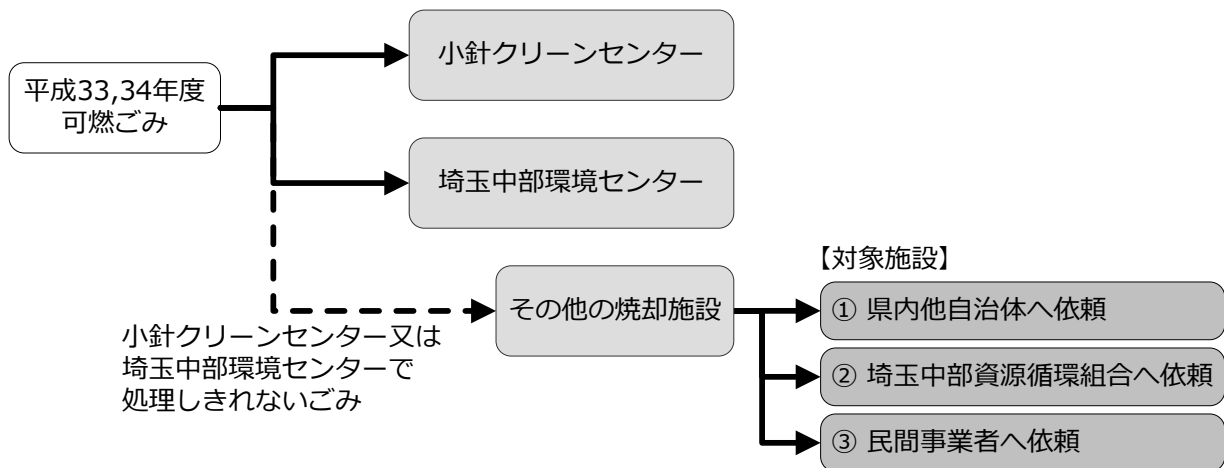 平成33,34年度
可燃ごみ
小針クリーンセンター
埼玉中部環境センター
その他の焼却施設
小針クリーンセンター又は
埼玉中部環境センターで
処理しきれないごみ
【対象施設】
① 県内他自治体へ依頼
② 埼玉中部資源循環組合へ依頼
③ 民間事業者へ依頼